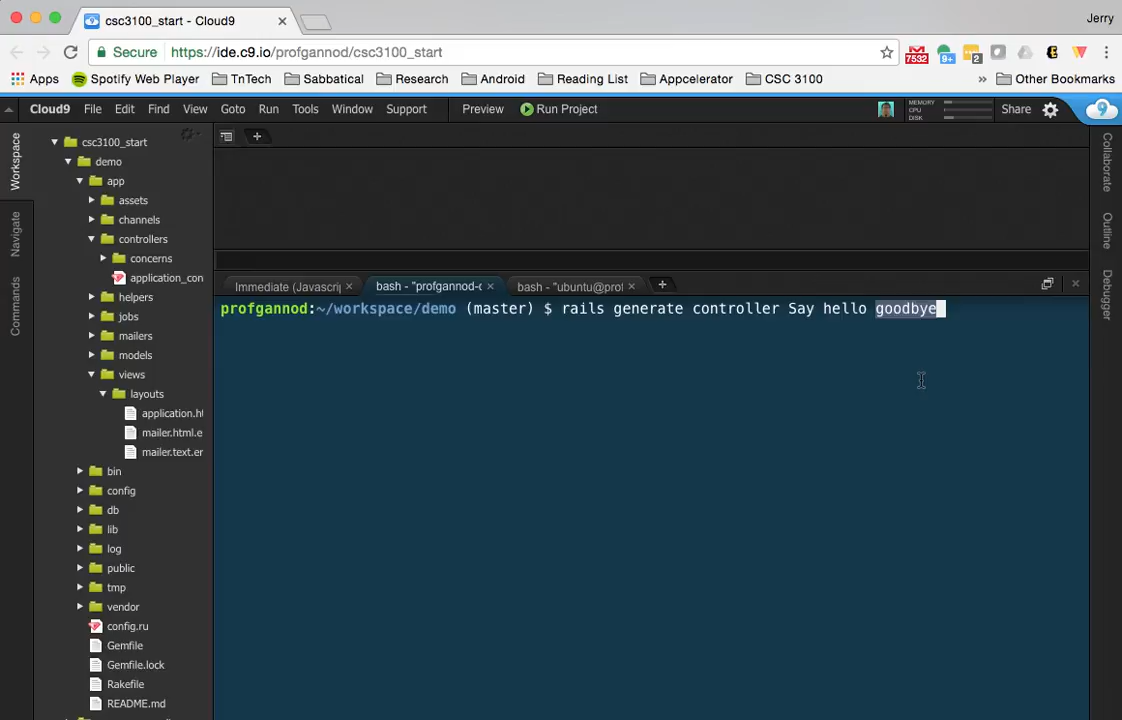 csc3100_start - Cloud9
Jerry
Secure https://ide.c9.io/profgannod/csc3100_start
7532
9+
2
Apps Spotify Web Player TnTech Sabbatical Research Android Reading List Appcelerator CSC 3100 » Other Bookmarks
Cloud9 File Edit Find View Goto Run Tools Window Support Preview Run Project
MEMORY
CPU
DISK
Share
Workspace
Navigate
Commands
csc3100_start
demo
app
assets
channels
controllers
concerns
application_con
helpers
jobs
mailers
models
views
layouts
application.ht
mailer.html.e
mailer.text.er
bin
config
db
lib
log
public
tmp
vendor
config.ru
Gemfile
Gemfile.lock
Rakefile
README.md
Immediate (Javascrip
bash - "profgannod-c
bash - "ubuntu@prof
profgannod:~/workspace/demo (master) $ rails generate controller Say hello goodbye
Collaborate
Outline
Debugger